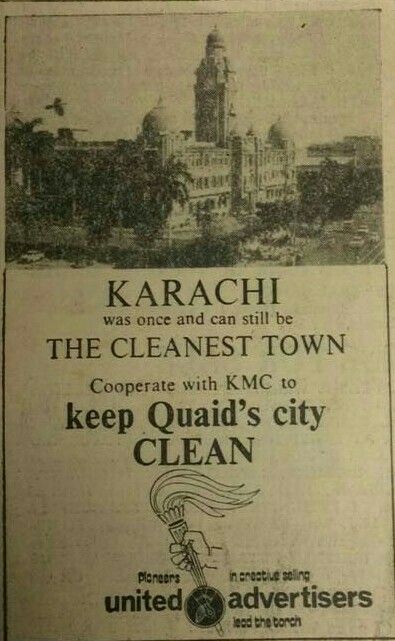 KARACHI
was once and can still be
THE CLEANEST TOWN
Cooperate with KMC to
keep Quaid's city
CLEAN
Pioneers in creative selling
united advertisers
lead the torch